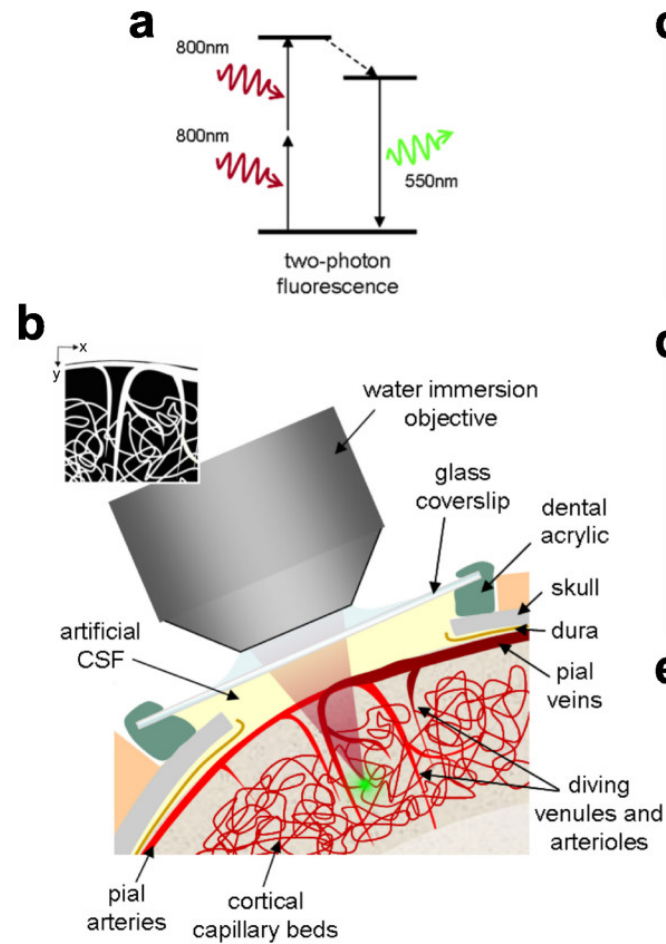 a
800nm
800nm
550nm
two-photon
fluorescence
b
x
y
water immersion
objective
glass
coverslip
dental
acrylic
skull
dura
pial
veins
artificial
CSF
diving
venules and
arterioles
pial
arteries
cortical
capillary beds
e